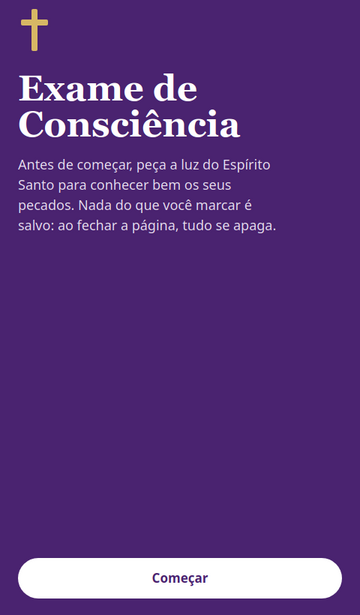 Exame de
Consciência
Antes de começar, peça a luz do Espírito
Santo para conhecer bem os seus
pecados. Nada do que você marcar é
salvo: ao fechar a página, tudo se apaga.
Começar